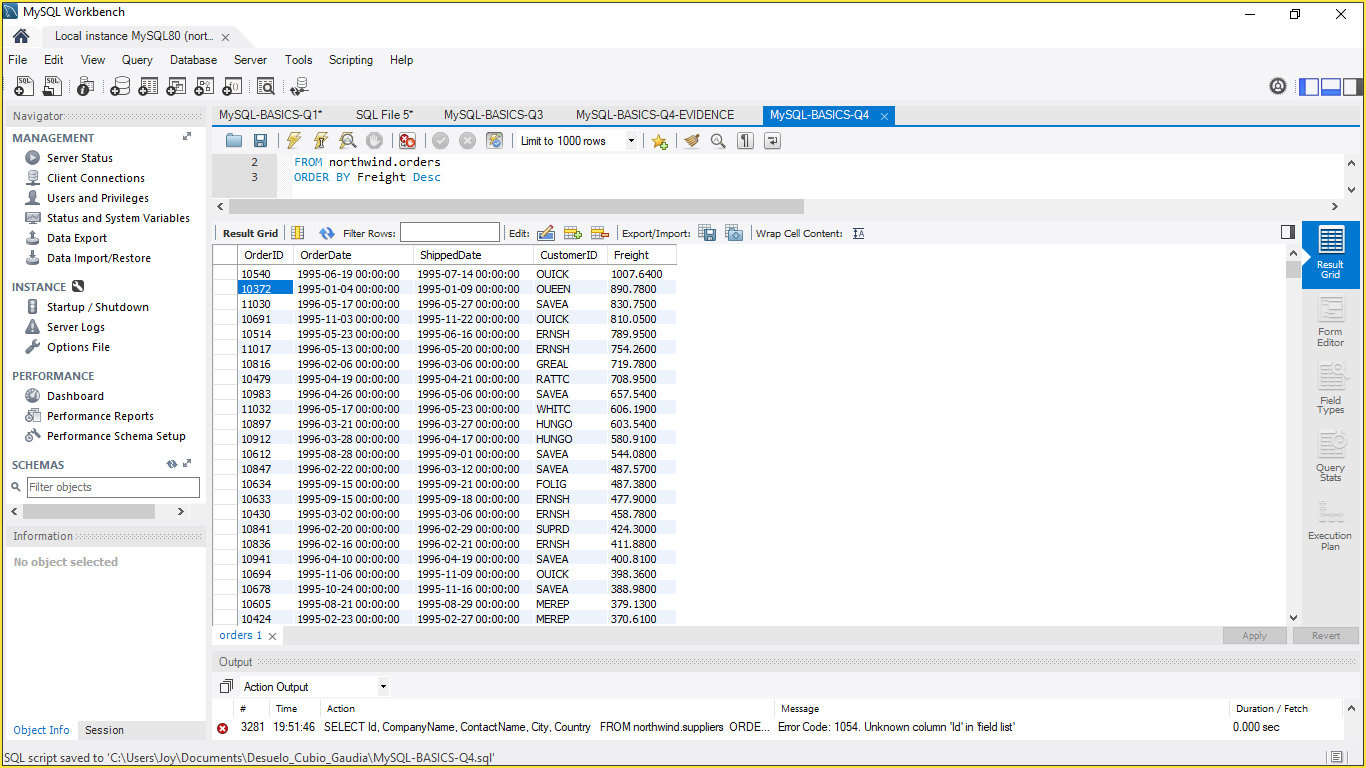 MySQL Workbench
Local instance MySQL80 (nort...
File Edit View Query Database Server Tools Scripting Help
Navigator
MANAGEMENT
Server Status
Client Connections
Users and Privileges
Status and System Variables
Data Export
Data Import/Restore
INSTANCE
Startup / Shutdown
Server Logs
Options File
PERFORMANCE
Dashboard
Performance Reports
Performance Schema Setup
SCHEMAS
Filter objects
Information
No object selected
Object Info Session
MySQL-BASICS-Q1* SQL File 5* MySQL-BASICS-Q3 MySQL-BASICS-Q4-EVIDENCE MySQL-BASICS-Q4
Limit to 1000 rows
2 FROM northwind.orders
3 ORDER BY Freight Desc
Result Grid Filter Rows: Edit: Export/Import: Wrap Cell Content:
OrderID OrderDate ShippedDate CustomerID Freight
10540 1995-06-19 00:00:00 1995-07-14 00:00:00 QUICK 1007.6400
10372 1995-01-04 00:00:00 1995-01-09 00:00:00 QUEEN 890.7800
11030 1996-05-17 00:00:00 1996-05-27 00:00:00 SAVEA 830.7500
10691 1995-11-03 00:00:00 1995-11-22 00:00:00 QUICK 810.0500
10514 1995-05-23 00:00:00 1995-06-16 00:00:00 ERNSH 789.9500
11017 1996-05-13 00:00:00 1996-05-20 00:00:00 ERNSH 754.2600
10816 1996-02-06 00:00:00 1996-03-06 00:00:00 GREAL 719.7800
10479 1995-04-19 00:00:00 1995-04-21 00:00:00 RATTC 708.9500
10983 1996-04-26 00:00:00 1996-05-06 00:00:00 SAVEA 657.5400
11032 1996-05-17 00:00:00 1996-05-23 00:00:00 WHITC 606.1900
10897 1996-03-21 00:00:00 1996-03-27 00:00:00 HUNGO 603.5400
10912 1996-03-28 00:00:00 1996-04-17 00:00:00 HUNGO 580.9100
10612 1995-08-28 00:00:00 1995-09-01 00:00:00 SAVEA 544.0800
10847 1996-02-22 00:00:00 1996-03-12 00:00:00 SAVEA 487.5700
10634 1995-09-15 00:00:00 1995-09-21 00:00:00 FOLIG 487.3800
10633 1995-09-15 00:00:00 1995-09-18 00:00:00 ERNSH 477.9000
10430 1995-03-02 00:00:00 1995-03-06 00:00:00 ERNSH 458.7800
10841 1996-02-20 00:00:00 1996-02-29 00:00:00 SUPRD 424.3000
10836 1996-02-16 00:00:00 1996-02-21 00:00:00 ERNSH 411.8800
10941 1996-04-10 00:00:00 1996-04-19 00:00:00 SAVEA 400.8100
10694 1995-11-06 00:00:00 1995-11-09 00:00:00 QUICK 398.3600
10678 1995-10-24 00:00:00 1995-11-16 00:00:00 SAVEA 388.9800
10605 1995-08-21 00:00:00 1995-08-29 00:00:00 MEREP 379.1300
10424 1995-02-23 00:00:00 1995-02-27 00:00:00 MEREP 370.6100
Result
Grid
Form
Editor
Field
Types
Query
Stats
Execution
Plan
orders 1
Apply Revert
Output
Action Output
# Time Action Message Duration / Fetch
3281 19:51:46 SELECT Id, CompanyName, ContactName, City, Country FROM northwind.suppliers ORDE... Error Code: 1054. Unknown column 'Id' in 'field list' 0.000 sec
SQL script saved to 'C:\Users\Joy\Documents\Desuelo_Cubio_Gaudia\MySQL-BASICS-Q4.sql'